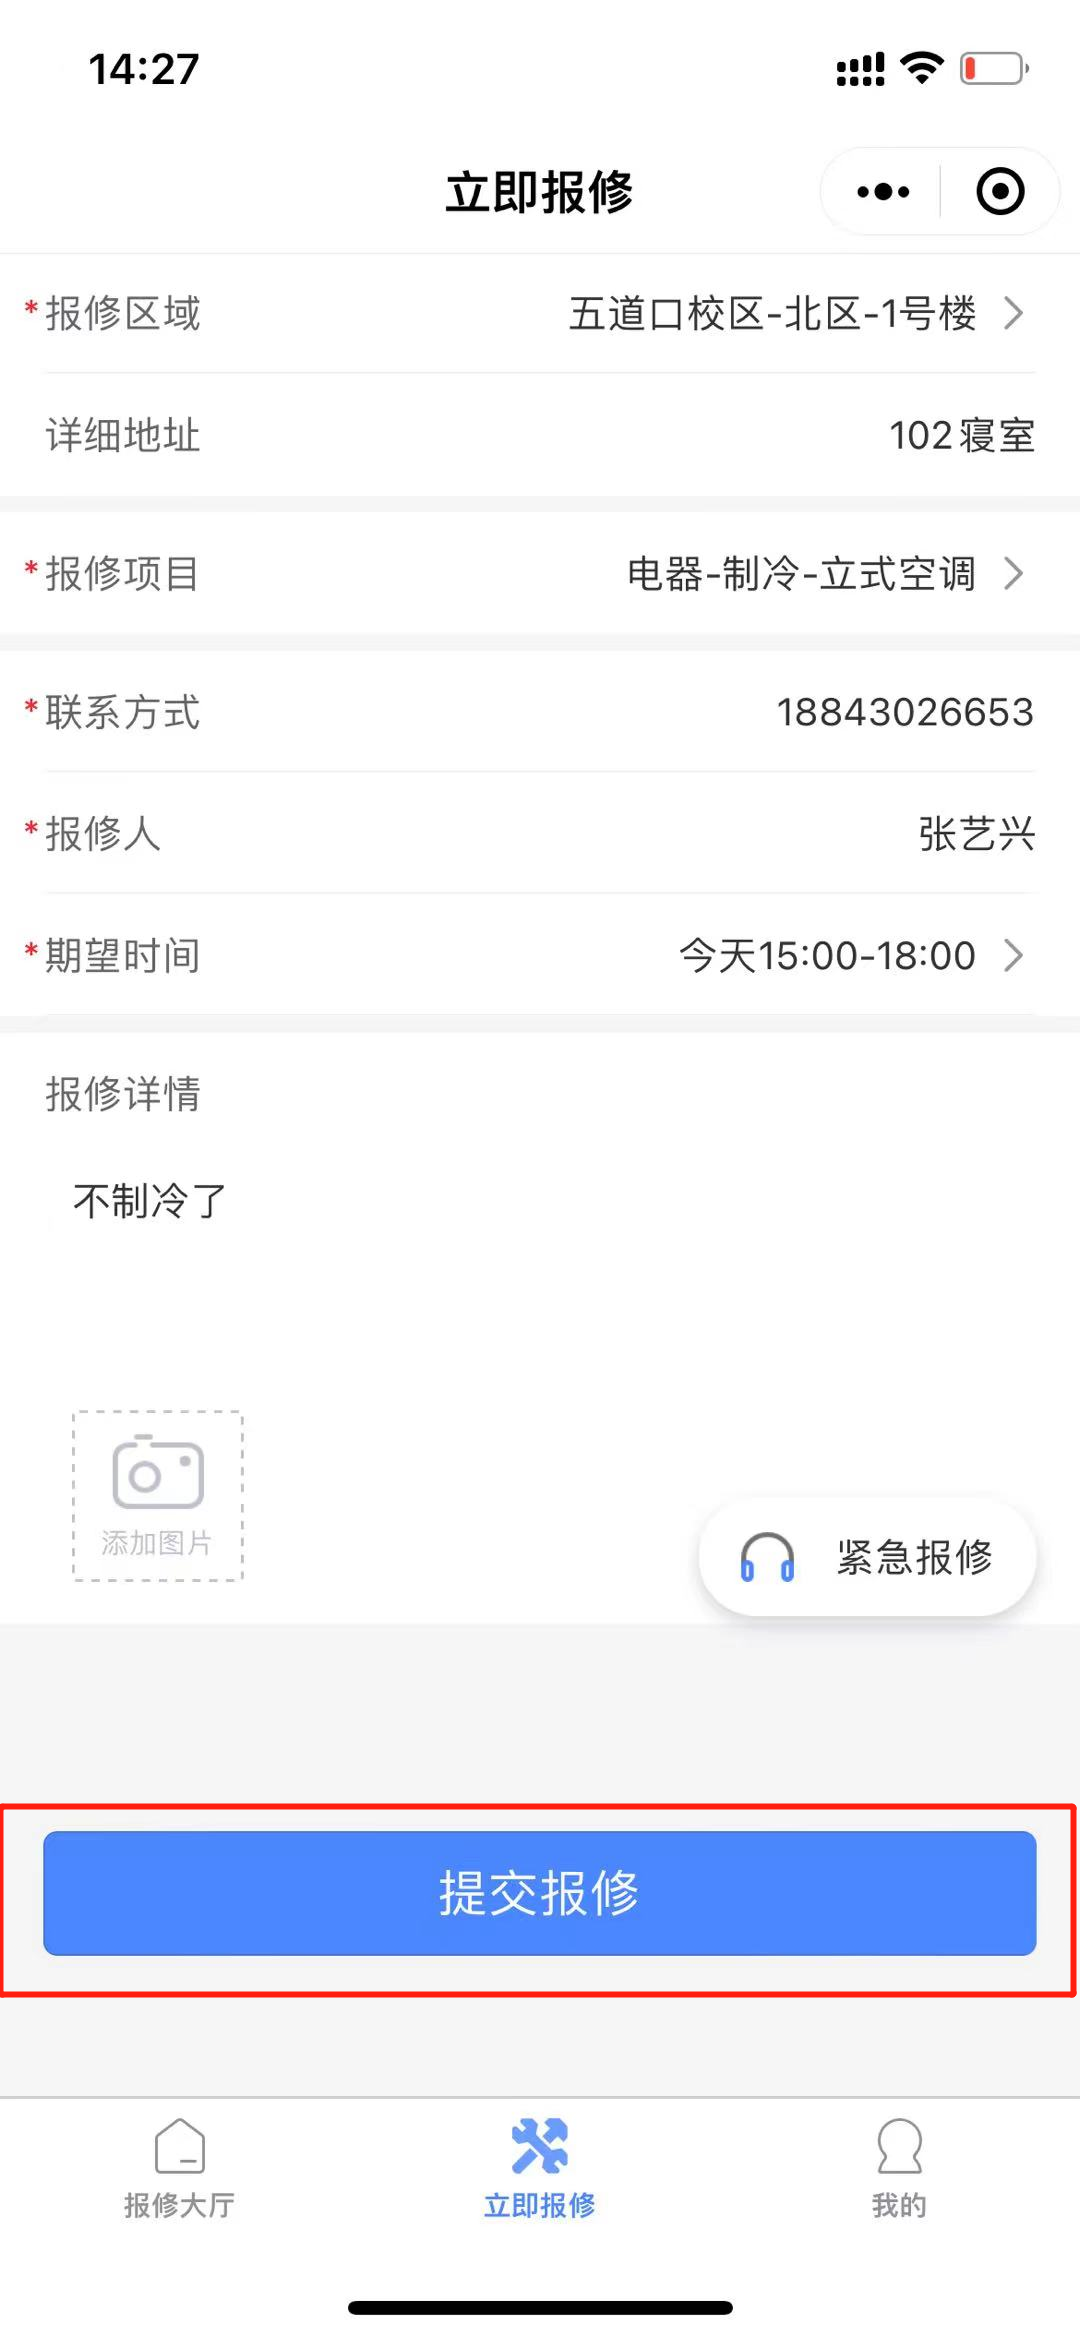 14:27
立即报修
*报修区域 五道口校区-北区-1号楼
详细地址 102寝室
*报修项目 电器-制冷-立式空调
*联系方式 18843026653
*报修人 张艺兴
*期望时间 今天15:00-18:00
报修详情
不制冷了
添加图片
紧急报修
提交报修
报修大厅 立即报修 我的